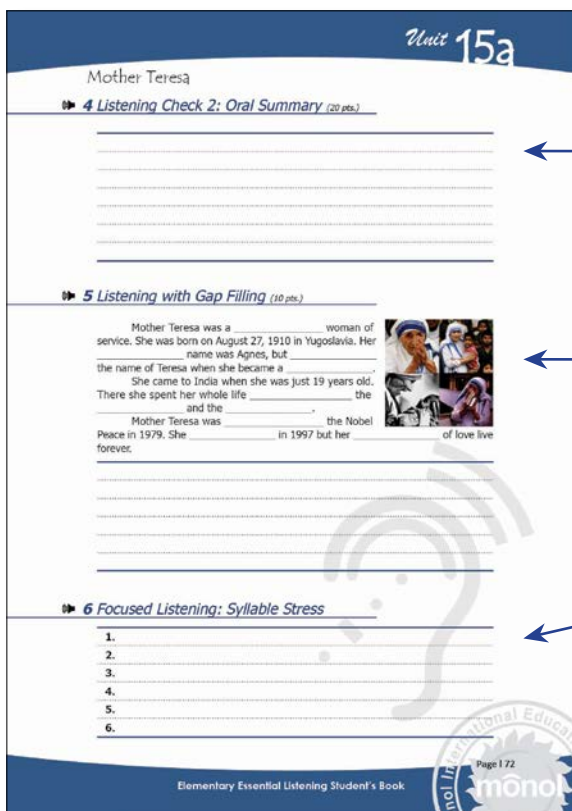 Unit 15a
Mother Teresa
4 Listening Check 2: Oral Summary (20 pts.)
5 Listening with Gap Filling (10 pts.)
Mother Teresa was a ________________ woman of
service. She was born on August 27, 1910 in Yugoslavia. Her
________________ name was Agnes, but ________________
the name of Teresa when she became a ________________.
She came to India when she was just 19 years old.
There she spent her whole life ________________ the
________________ and the ________________.
Mother Teresa was ________________ the Nobel
Peace in 1979. She ________________ in 1997 but her ________________ of love live
forever.
6 Focused Listening: Syllable Stress
1.
2.
3.
4.
5.
6.
Page | 72
Elementary Essential Listening Student's Book
mônol